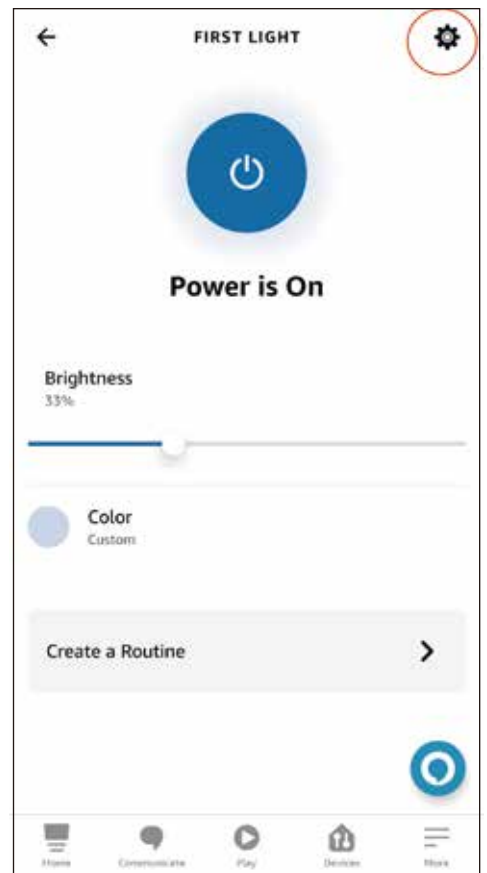 FIRST LIGHT
Power is On
Brightness
33%
Color
Custom
Create a Routine
Home Communicate Play Devices More